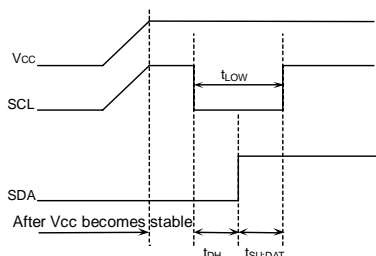 Vcc
tLOW
SCL
SDA
After Vcc becomes stable
tDH
tSU:DAT